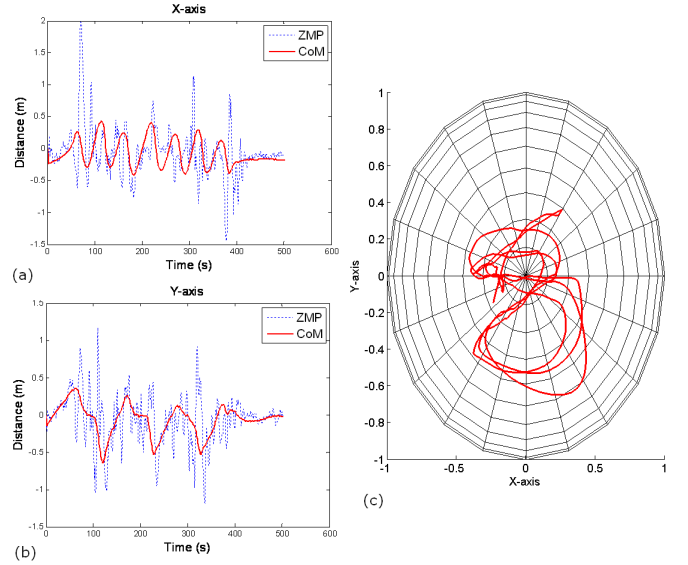 X-axis
2
1.5
1
0.5
0
-0.5
-1
-1.5
0 100 200 300 400 500 600
Distance (m)
Time (s)
ZMP
CoM
(a)
Y-axis
1.5
1
0.5
0
-0.5
-1
-1.5
0 100 200 300 400 500 600
Distance (m)
Time (s)
ZMP
CoM
(b)
1
0.8
0.6
0.4
0.2
0
-0.2
-0.4
-0.6
-0.8
-1
-1 -0.5 0 0.5 1
Y-axis
X-axis
(c)